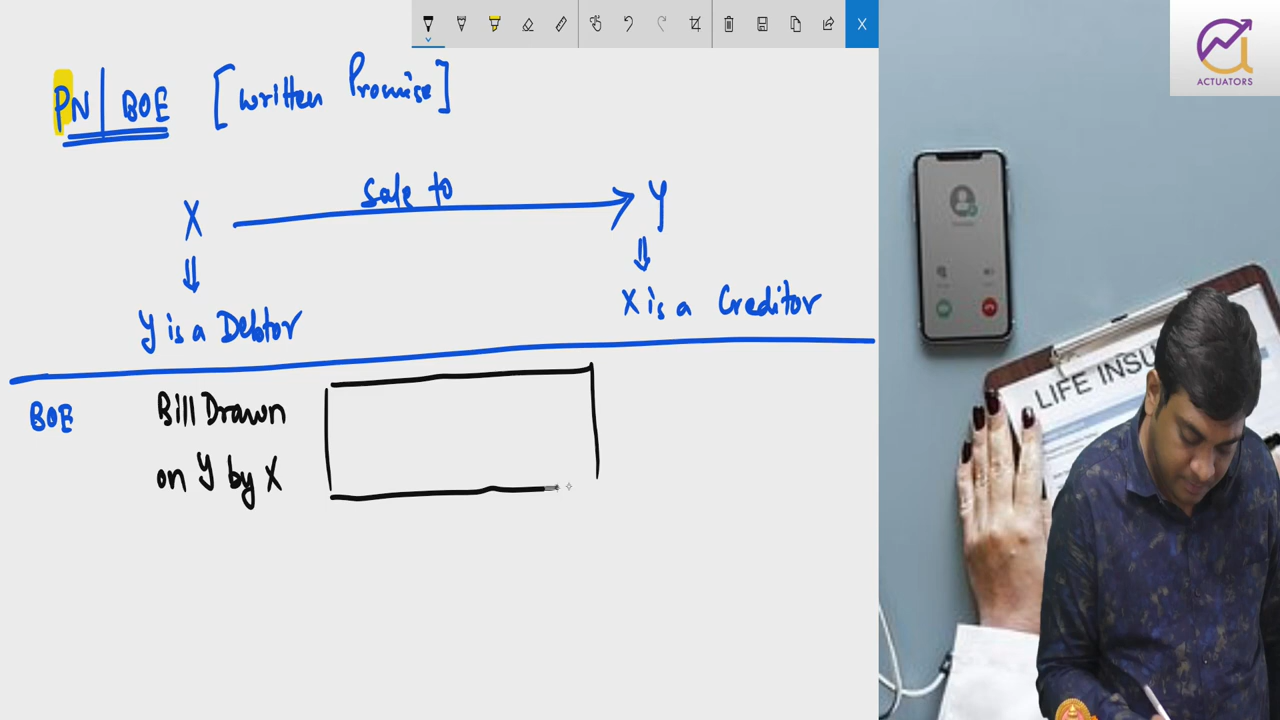 PN | BOE [written Promise]
X Sale to Y
⇓ ⇓
Y is a Debtor X is a Creditor
BOE Bill Drawn
on Y by X
ACTUATORS
LIFE INSU